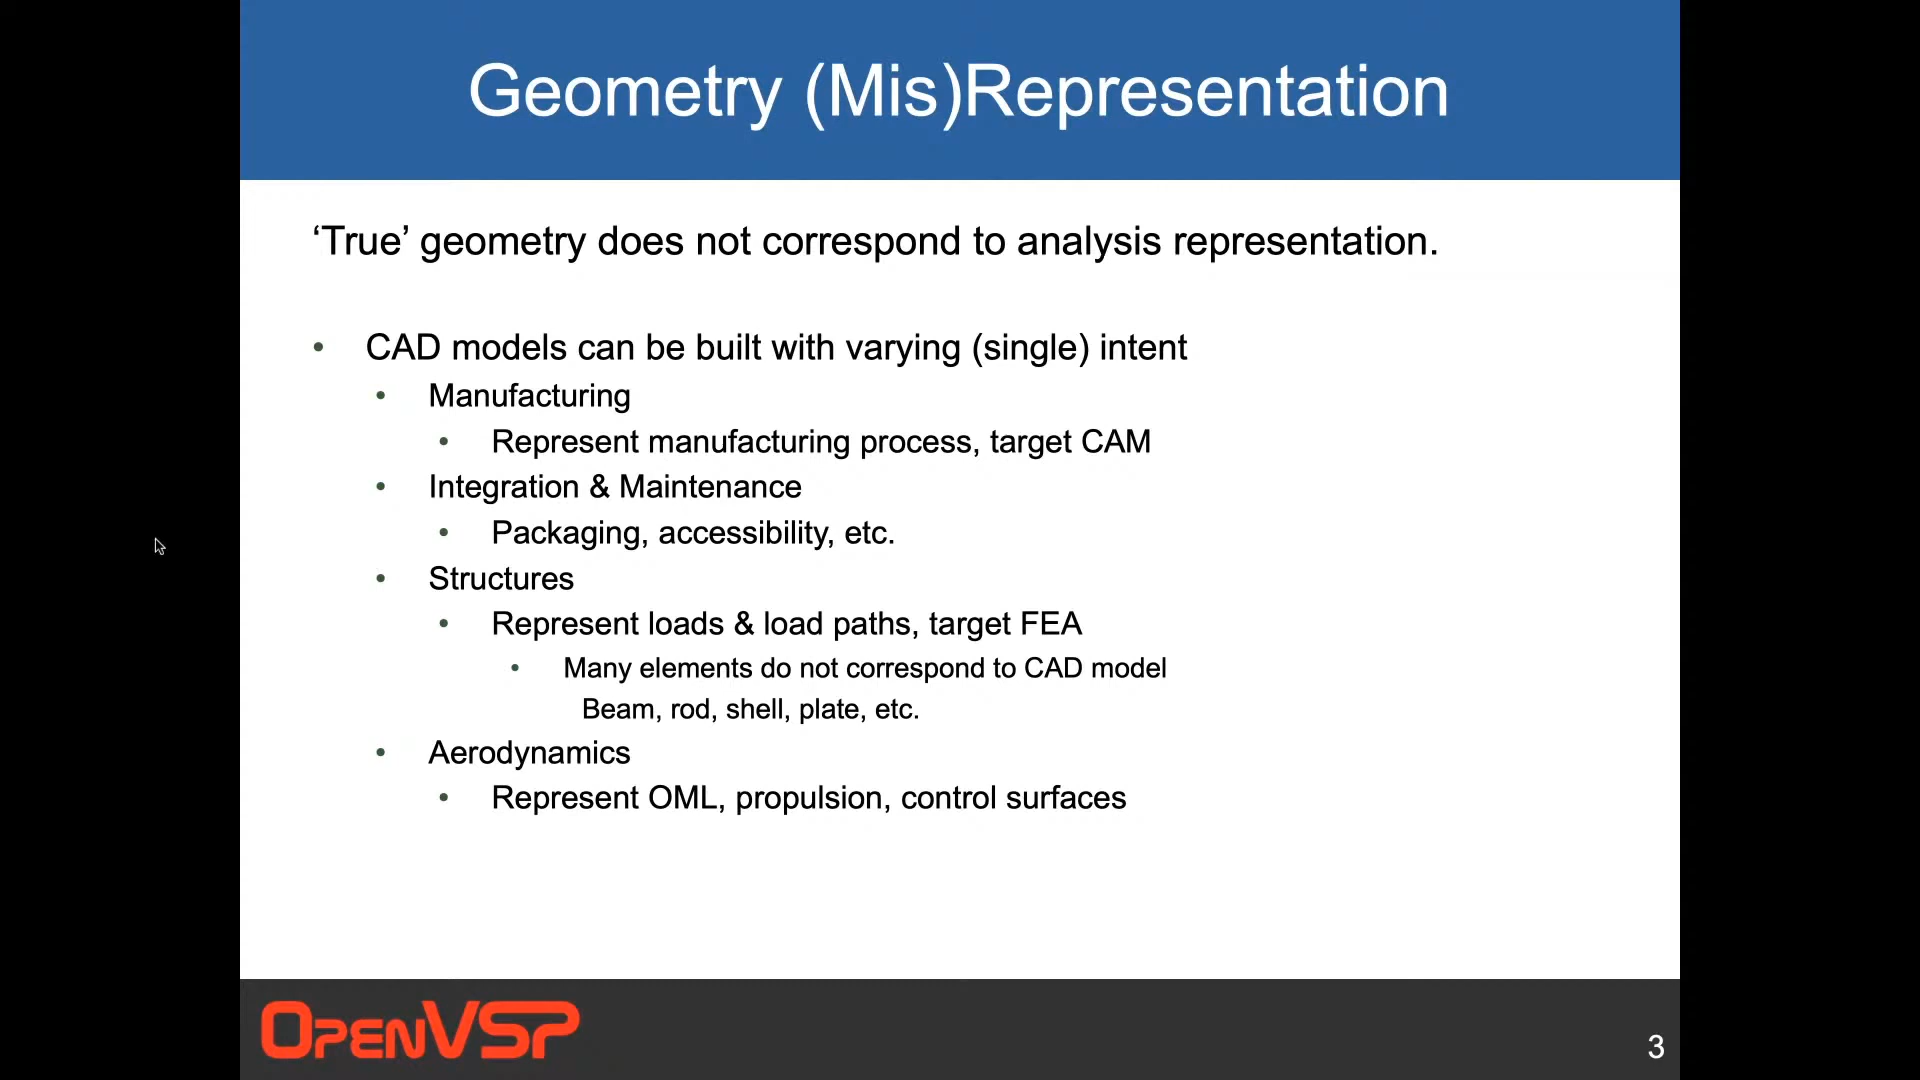 Geometry (Mis)Representation
‘True’ geometry does not correspond to analysis representation.
• CAD models can be built with varying (single) intent
• Manufacturing
• Represent manufacturing process, target CAM
• Integration & Maintenance
• Packaging, accessibility, etc.
• Structures
• Represent loads & load paths, target FEA
• Many elements do not correspond to CAD model
Beam, rod, shell, plate, etc.
• Aerodynamics
• Represent OML, propulsion, control surfaces
OPENVSP
3